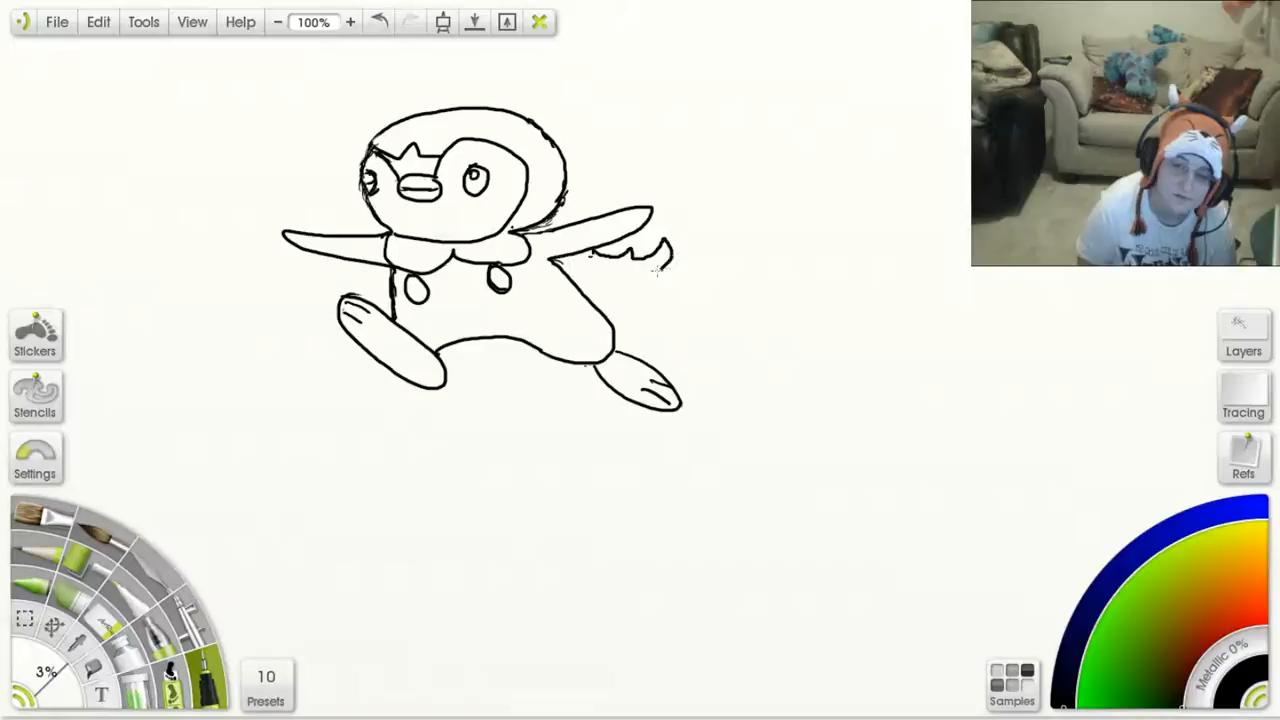 File Edit Tools View Help 100%
Stickers
Stencils
Settings
Layers
Tracing
Refs
3%
T
10
Presets
Samples
Metallic 0%